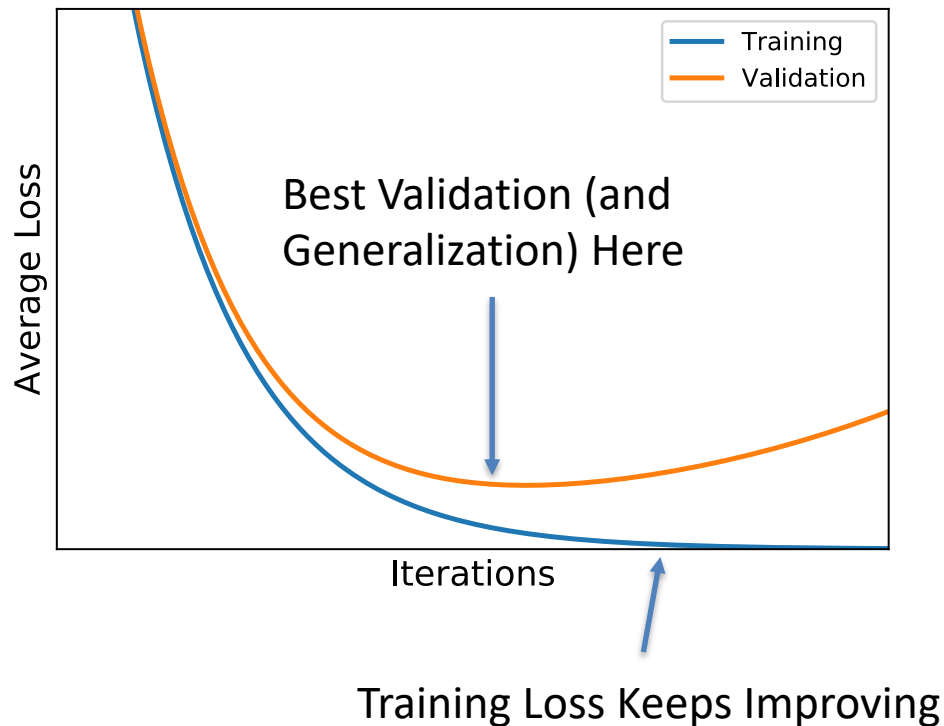 Training
Validation
Average Loss
Best Validation (and
Generalization) Here
Iterations
Training Loss Keeps Improving